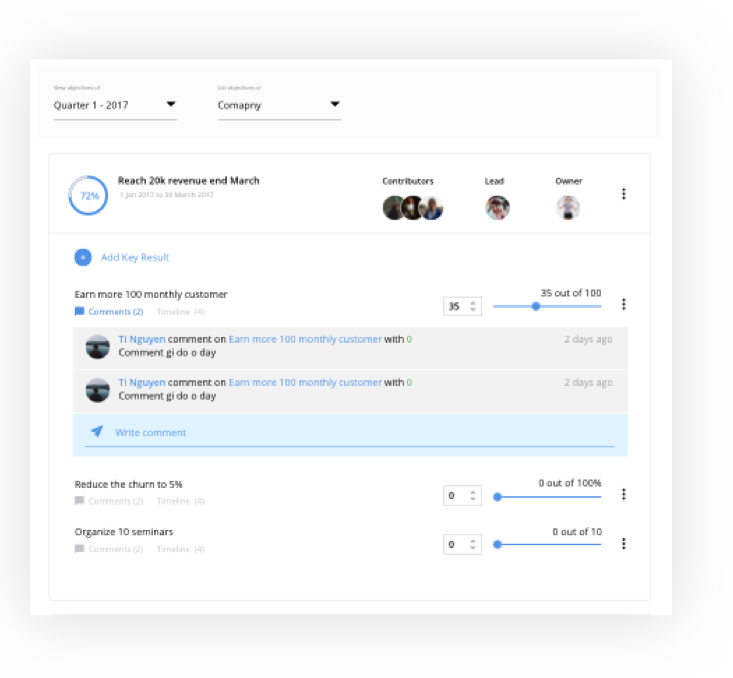 View objectives of
List objectives of
Quarter 1 - 2017
Comapny
72%
Reach 20k revenue end March
1 Jan 2017 to 30 March 2017
Contributors
Lead
Owner
+
Add Key Result
Earn more 100 monthly customer
Comments (2)
Timeline (4)
35
35 out of 100
Ti Nguyen comment on Earn more 100 monthly customer with 0
2 days ago
Comment gi do o day
Ti Nguyen comment on Earn more 100 monthly customer with 0
2 days ago
Comment gi do o day
Write comment
Reduce the churn to 5%
Comments (2)
Timeline (4)
0
0 out of 100%
Organize 10 seminars
Comments (2)
Timeline (4)
0
0 out of 10